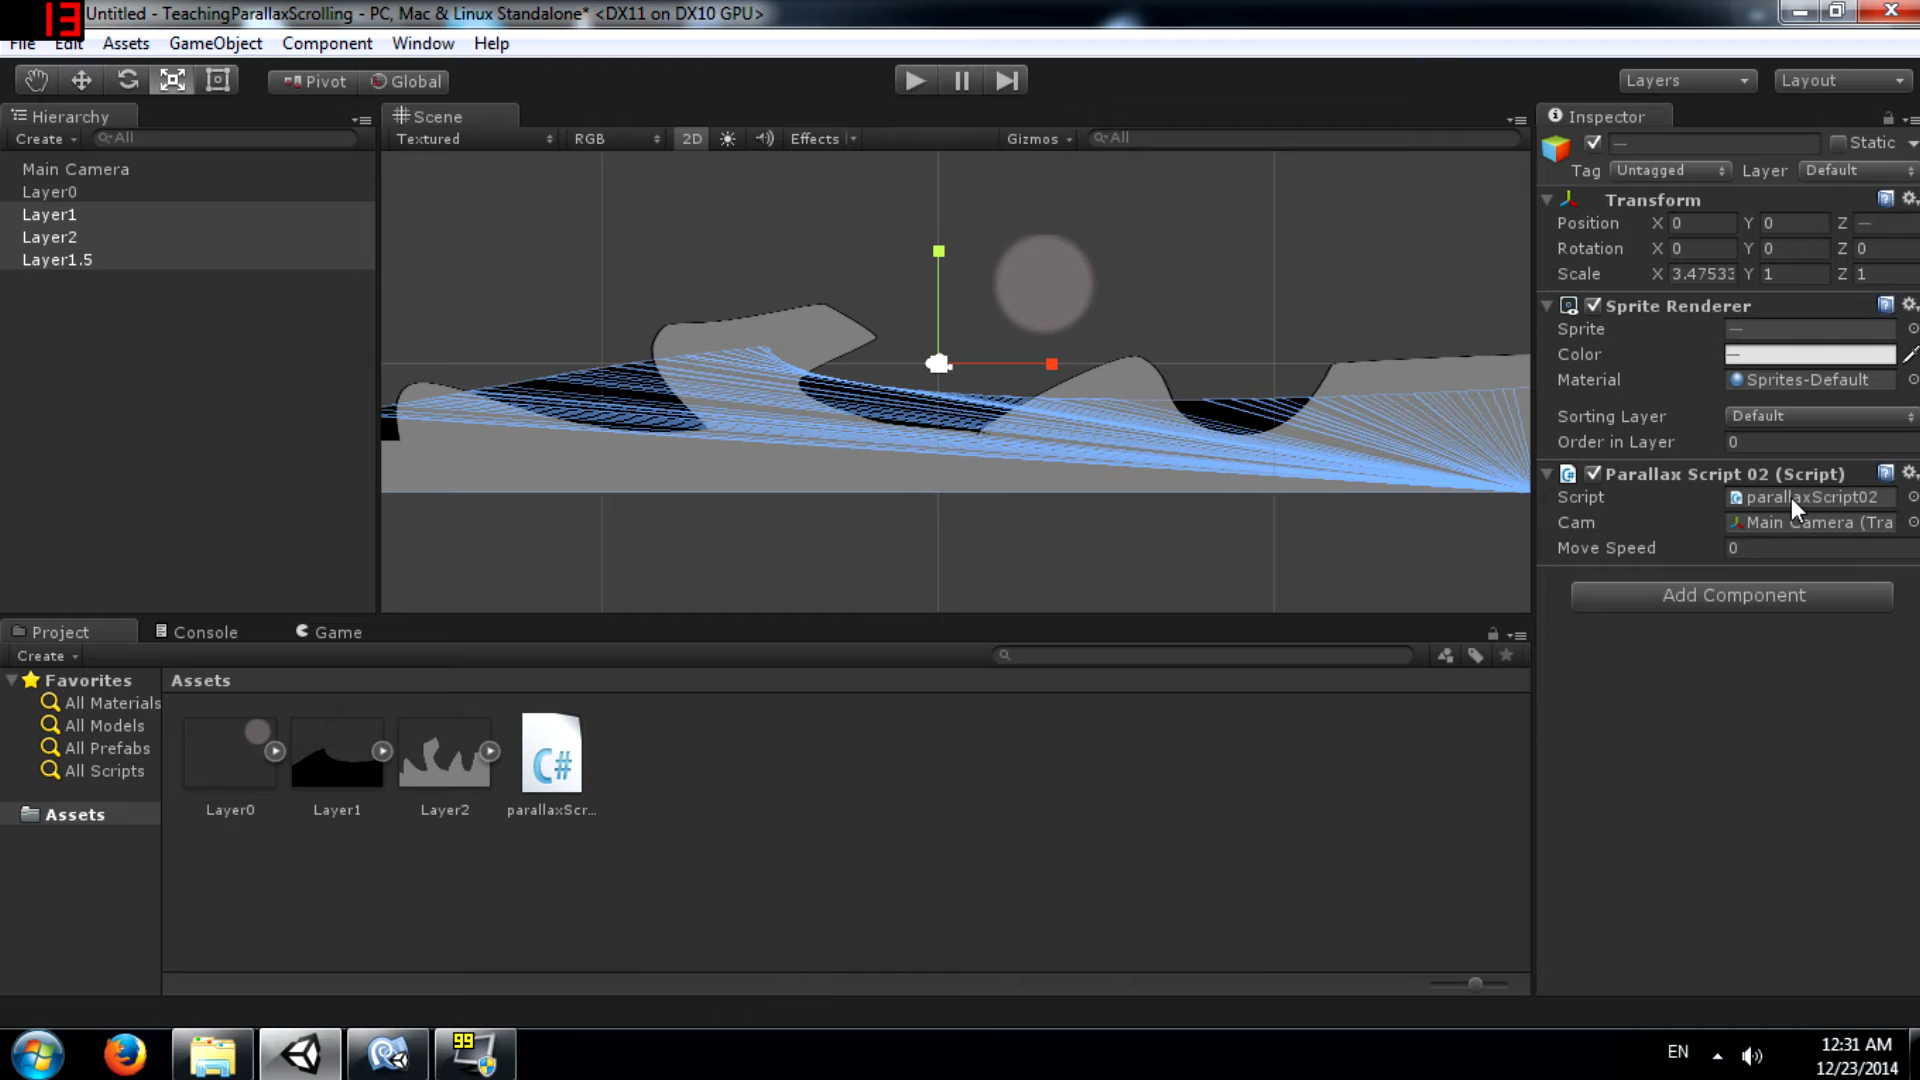 13
Untitled - TeachingParallaxScrolling - PC, Mac & Linux Standalone* <DX11 on DX10 GPU>
File Edit Assets GameObject Component Window Help
Pivot Global Layers Layout
Hierarchy
Create All
Main Camera
Layer0
Layer1
Layer2
Layer1.5
Scene
Textured RGB 2D Effects Gizmos All
Inspector
— Static
Tag Untagged Layer Default
Transform
Position X 0 Y 0 Z —
Rotation X 0 Y 0 Z 0
Scale X 3.47533 Y 1 Z 1
Sprite Renderer
Sprite —
Color —
Material Sprites-Default
Sorting Layer Default
Order in Layer 0
Parallax Script 02 (Script)
Script parallaxScript02
Cam Main Camera (Tra
Move Speed 0
Add Component
Project Console Game
Create
Favorites
All Materials
All Models
All Prefabs
All Scripts
Assets
Assets
C#
Layer0 Layer1 Layer2 parallaxScr...
99
EN
12:31 AM
12/23/2014